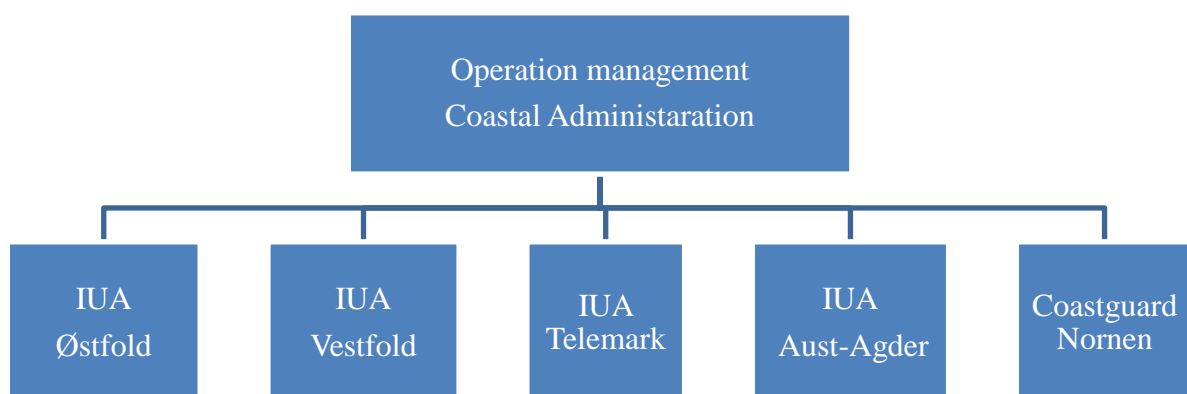 Operation management
Coastal Administaration
IUA
Østfold
IUA
Vestfold
IUA
Telemark
IUA
Aust-Agder
Coastguard
Nornen